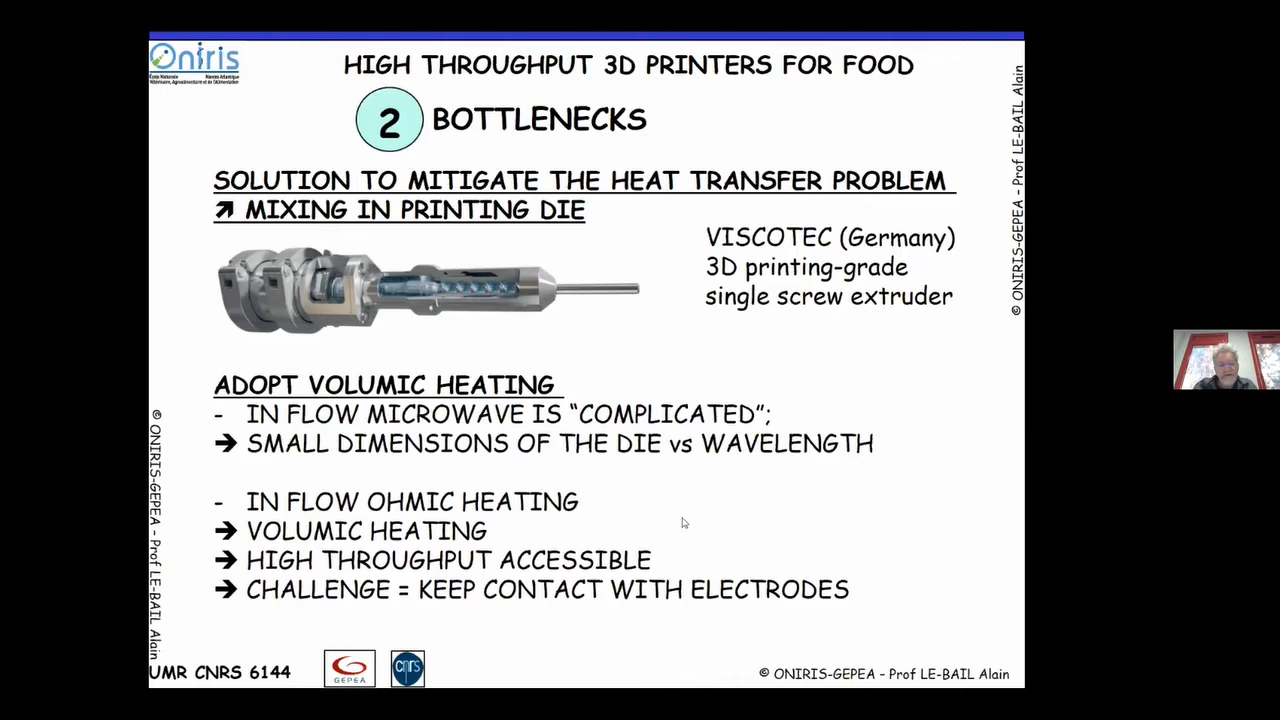 Oniris
HIGH THROUGHPUT 3D PRINTERS FOR FOOD
2 BOTTLENECKS
SOLUTION TO MITIGATE THE HEAT TRANSFER PROBLEM
↗ MIXING IN PRINTING DIE
VISCOTEC (Germany)
3D printing-grade
single screw extruder
ADOPT VOLUMIC HEATING
- IN FLOW MICROWAVE IS “COMPLICATED”;
➔ SMALL DIMENSIONS OF THE DIE vs WAVELENGTH
- IN FLOW OHMIC HEATING
➔ VOLUMIC HEATING
➔ HIGH THROUGHPUT ACCESSIBLE
➔ CHALLENGE = KEEP CONTACT WITH ELECTRODES
© ONIRIS-GEPEA - Prof LE-BAIL Alain
© ONIRIS-GEPEA - Prof LE-BAIL Alain
UMR CNRS 6144
GEPEA
cnrs
© ONIRIS-GEPEA - Prof LE-BAIL Alain